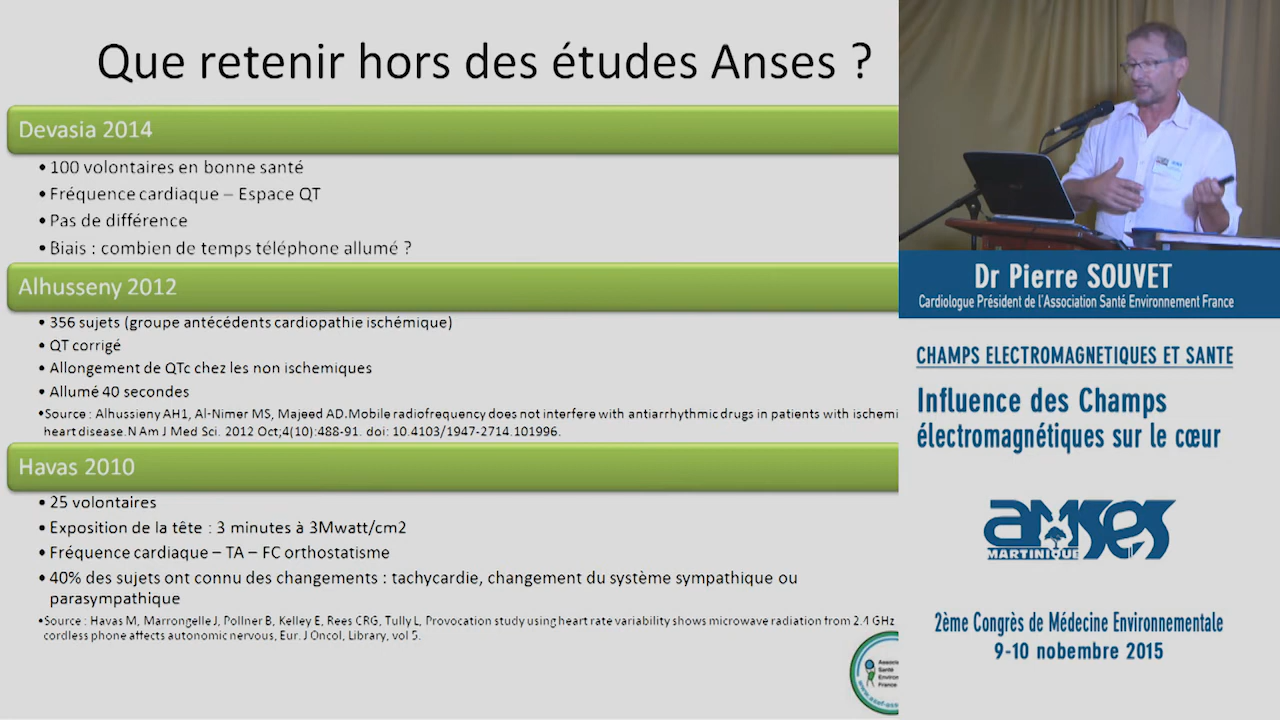 Que retenir hors des études Anses ?
Devasia 2014
• 100 volontaires en bonne santé
• Fréquence cardiaque – Espace QT
• Pas de différence
• Biais : combien de temps téléphone allumé ?
Alhusseny 2012
• 356 sujets (groupe antécédents cardiopathie ischémique)
• QT corrigé
• Allongement de QTc chez les non ischemiques
• Allumé 40 secondes
•Source : Alhussieny AH1, Al-Nimer MS, Majeed AD.Mobile radiofrequency does not interfere with antiarrhythmic drugs in patients with ischemi
heart disease.N Am J Med Sci. 2012 Oct;4(10):488-91. doi: 10.4103/1947-2714.101996.
Havas 2010
• 25 volontaires
• Exposition de la tête : 3 minutes à 3Mwatt/cm2
• Fréquence cardiaque – TA – FC orthostatisme
• 40% des sujets ont connu des changements : tachycardie, changement du système sympathique ou
parasympathique
•Source : Havas M, Marrongelle J, Pollner B, Kelley E, Rees CRG, Tully L, Provocation study using heart rate variability shows microwave radiation from 2.4 GHz
cordless phone affects autonomic nervous, Eur. J Oncol, Library, vol 5.
Associ
Santé
Environ
France
Dr Pierre SOUVET
Cardiologue Président de l'Association Santé Environnement France
CHAMPS ELECTROMAGNETIQUES ET SANTE
Influence des Champs
électromagnétiques sur le cœur
amses
MARTINIQUE
2ème Congrès de Médecine Environnementale
9-10 nobembre 2015